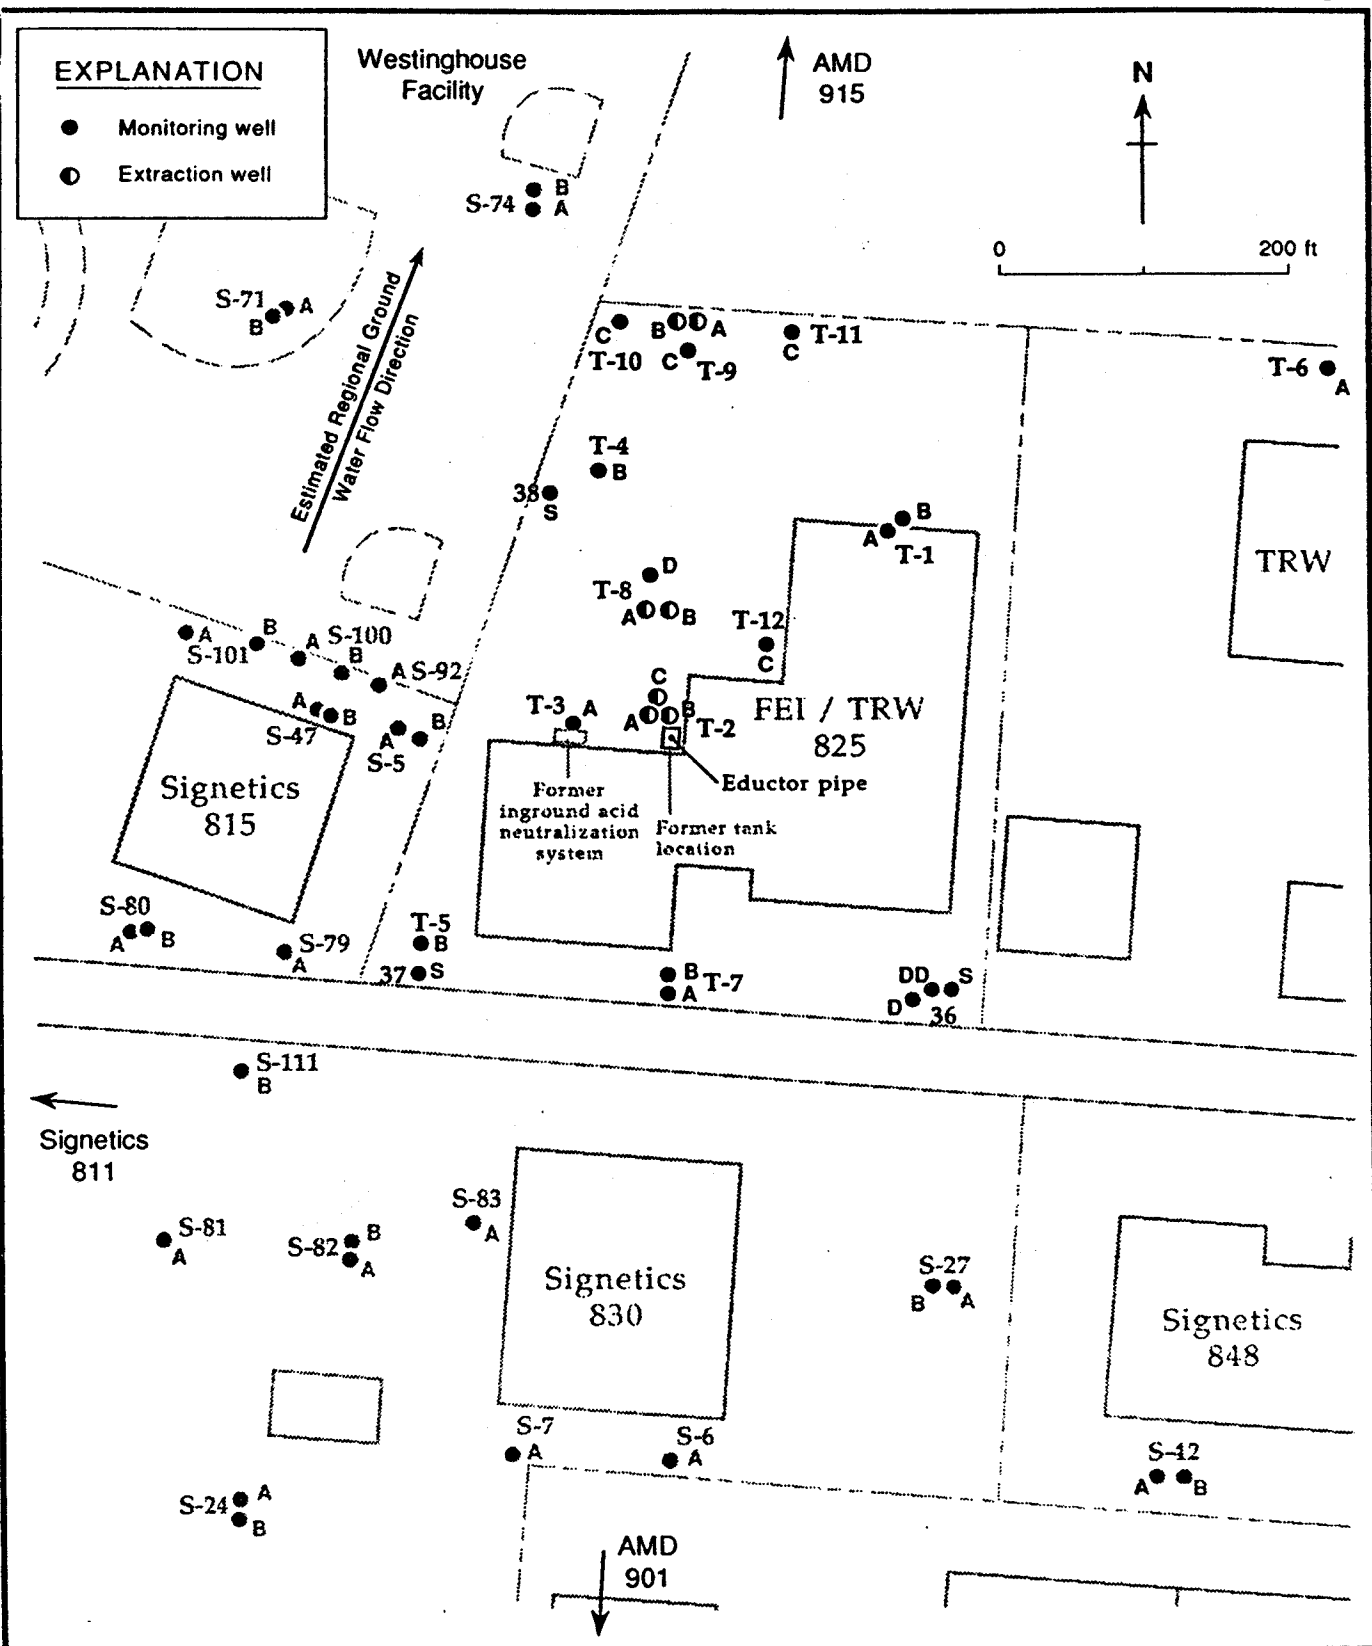 EXPLANATION
Monitoring well
Extraction well
Westinghouse
Facility
AMD
915
N
0 200 ft
B
S-74 A
S-71 A
B
Estimated Regional Ground
Water Flow Direction
C B A
T-10 C T-9
T-11
C
T-6
A
T-4
B
38
S
B
A T-1
TRW
D
T-8
A B
T-12
C
A B A S-100
S-101 B A S-92
A B
S-47
B
A
S-5
T-3 A
C
A B T-2
FEI / TRW
825
Eductor pipe
Former
inground acid
neutralization
system
Former tank
location
Signetics
815
S-80
A B
S-79
A
T-5
B
37 S
B T-7
A
DD S
D 36
S-111
B
Signetics
811
S-81
A
S-82 B
A
S-83
A
Signetics
830
S-27
B A
Signetics
848
S-7
A
S-6
A
S-12
A B
S-24 A
B
AMD
901